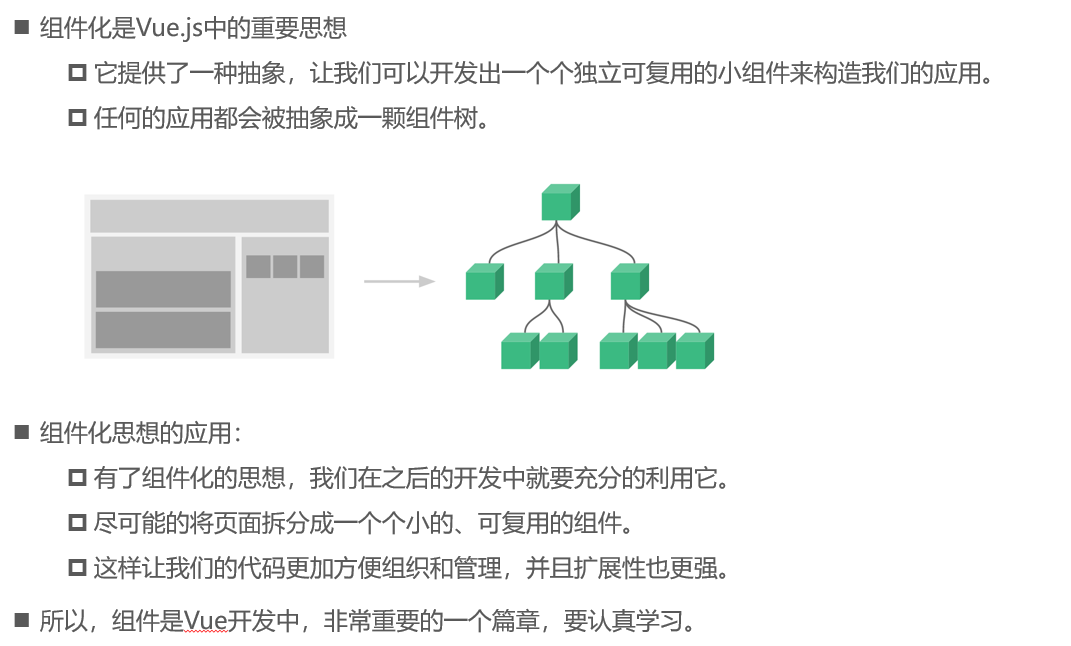 组件化是Vue.js中的重要思想
它提供了一种抽象，让我们可以开发出一个个独立可复用的小组件来构造我们的应用。
任何的应用都会被抽象成一颗组件树。
组件化思想的应用：
有了组件化的思想，我们在之后的开发中就要充分的利用它。
尽可能的将页面拆分成一个个小的、可复用的组件。
这样让我们的代码更加方便组织和管理，并且扩展性也更强。
所以，组件是Vue开发中，非常重要的一个篇章，要认真学习。